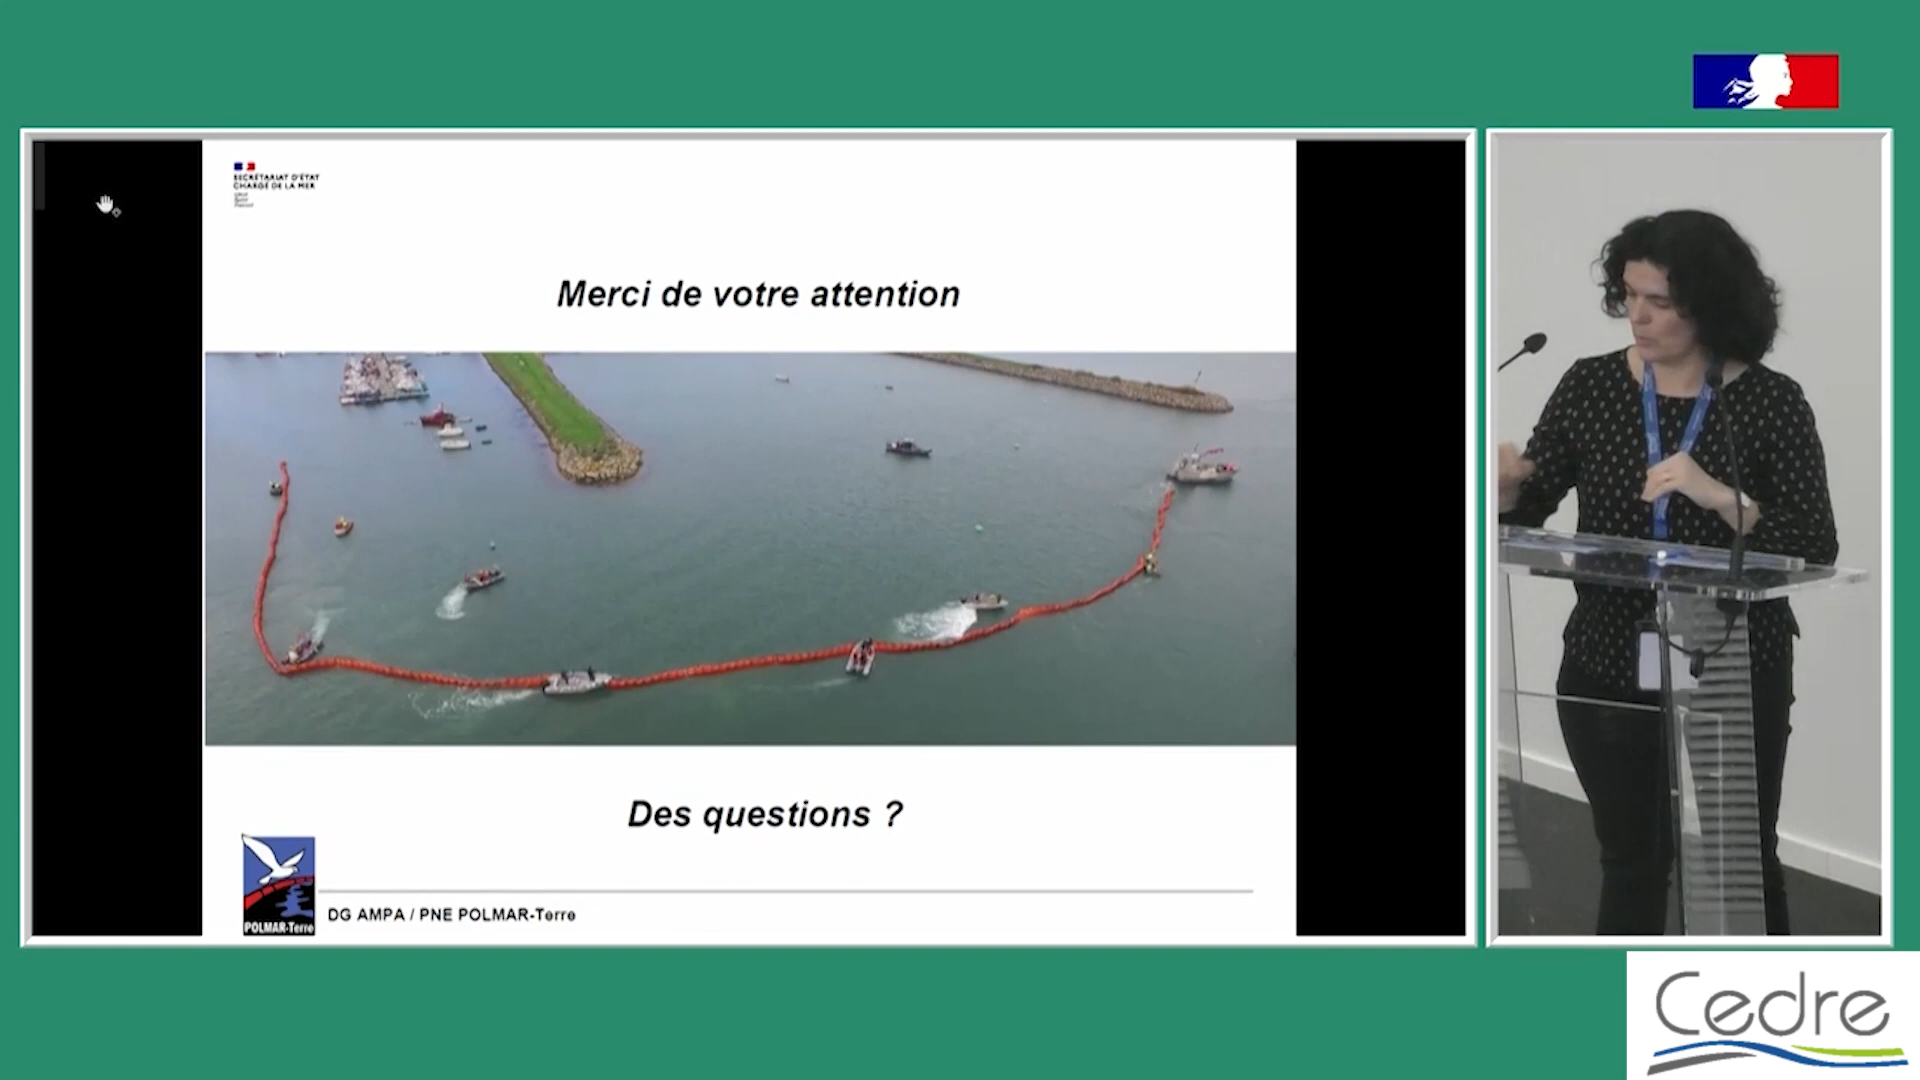 SECRÉTARIAT D'ÉTAT
CHARGÉ DE LA MER
Merci de votre attention
Des questions ?
POLMAR-Terre
DG AMPA / PNE POLMAR-Terre
Cedre